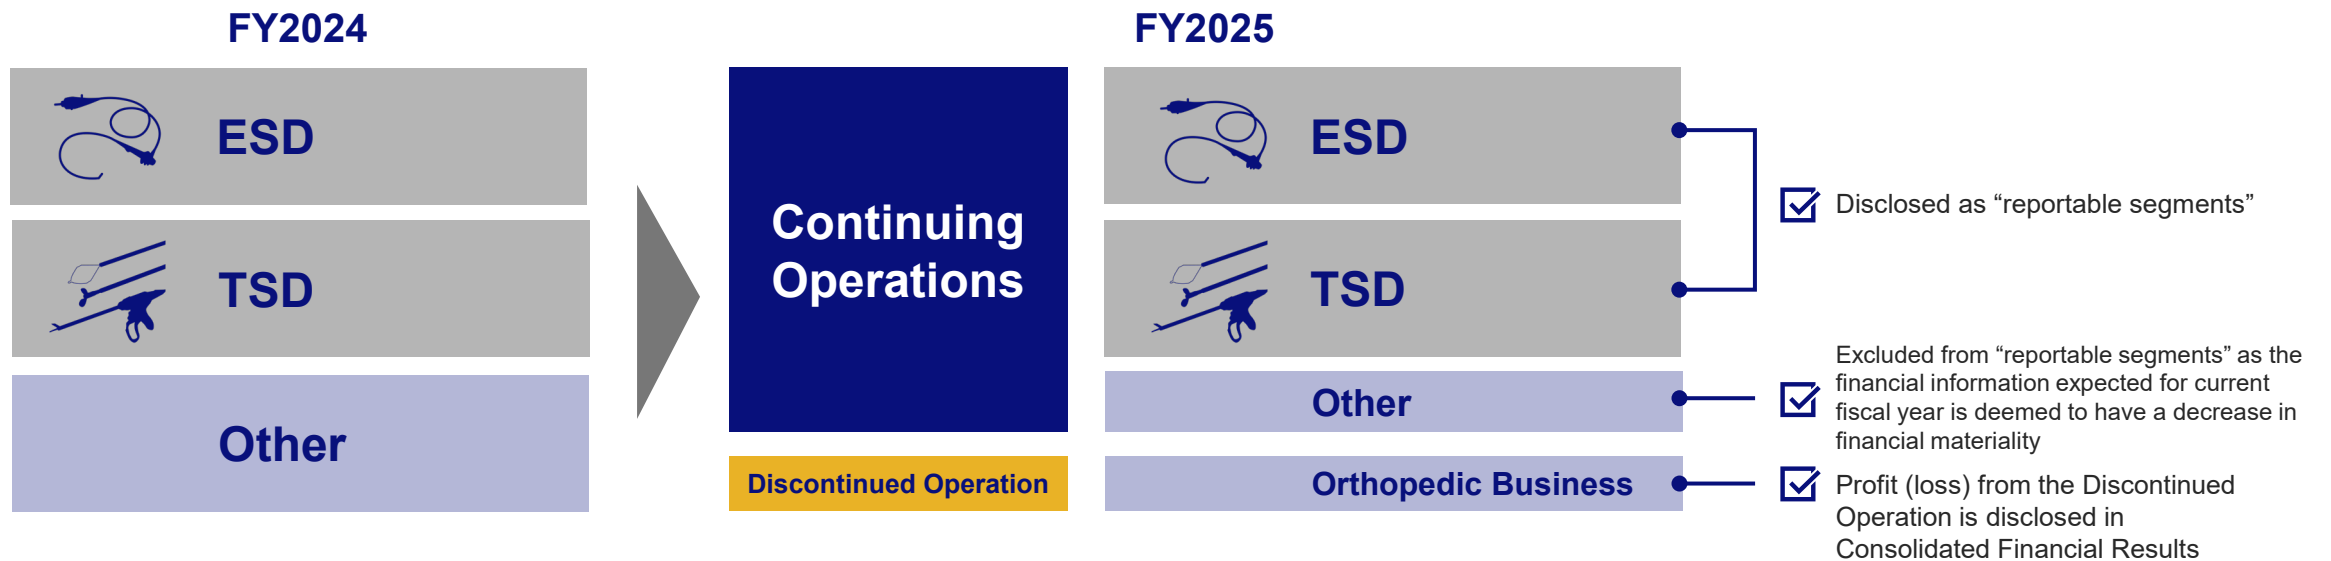 FY2024
ESD
TSD
Other
FY2025
Continuing
Operations
Discontinued Operation
ESD
TSD
Other
Orthopedic Business
Disclosed as “reportable segments”
Excluded from “reportable segments” as the
financial information expected for current
fiscal year is deemed to have a decrease in
financial materiality
Profit (loss) from the Discontinued
Operation is disclosed in
Consolidated Financial Results